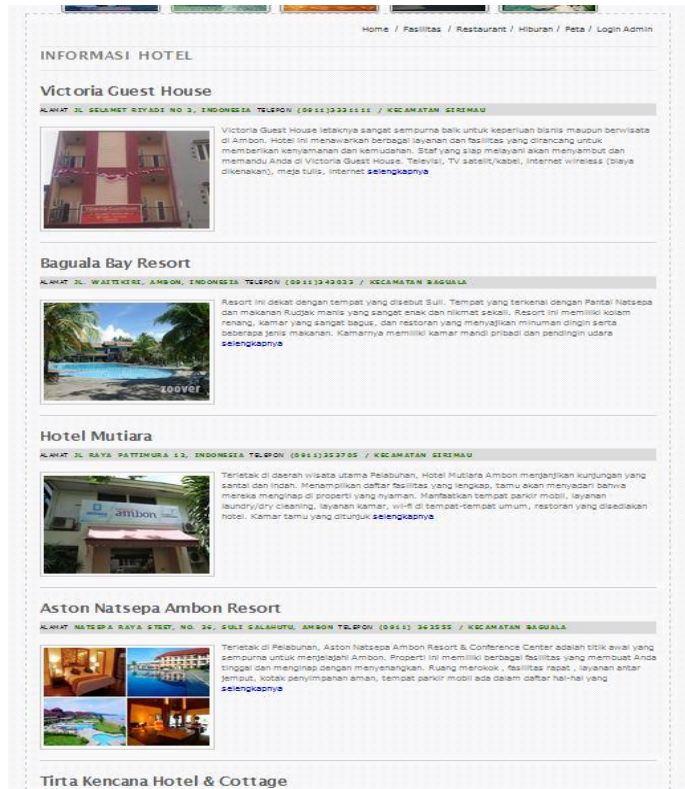 Home / Fasilitas / Restaurant / Hiburan / Peta / Login Admin
INFORMASI HOTEL
Victoria Guest House
ALAMAT JL SELAMET RIYADI NO 2, INDONESIA TELEPON (0911)3331111 / KECAMATAN SIRIMAU
Victoria Guest House letaknya sangat sempurna baik untuk keperluan bisnis maupun berwisata
di Ambon. Hotel ini menawarkan berbagai layanan dan fasilitas yang dirancang untuk
memberikan kenyamanan dan kemudahan. Staf yang siap melayani akan menyambut dan
memandu Anda di Victoria Guest House. Televisi, TV satelit/kabel, internet wireless (biaya
dikenakan), meja tulis, internet selengkapnya
Baguala Bay Resort
ALAMAT JL. WAITIKIRI, AMBON, INDONESIA TELEPON (0911)343033 / KECAMATAN BAGUALA
Resort ini dekat dengan tempat yang disebut Suli. Tempat yang terkenal dengan Pantai Natsepa
dan makanan Rudjak manis yang sangat enak dan nikmat sekali. Resort ini memiliki kolam
renang, kamar yang sangat bagus, dan restoran yang menyajikan minuman dingin serta
beberapa jenis makanan. Kamarnya memiliki kamar mandi pribadi dan pendingin udara
selengkapnya
zoover
Hotel Mutiara
ALAMAT JL RAYA PATTIMURA 12, INDONESIA TELEPON (0911)353705 / KECAMATAN SIRIMAU
Terletak di daerah wisata utama Pelabuhan, Hotel Mutiara Ambon menjanjikan kunjungan yang
santai dan indah. Menampilkan daftar fasilitas yang lengkap, tamu akan menyadari bahwa
mereka menginap di properti yang nyaman. Manfaatkan tempat parkir mobil, layanan
laundry/dry cleaning, layanan kamar, wi-fi di tempat-tempat umum, restoran yang disediakan
hotel. Kamar tamu yang ditunjuk selengkapnya
ambon
Aston Natsepa Ambon Resort
ALAMAT NATSEPA RAYA STEET, NO. 36, SULI SALAHUTU, AMBON TELEPON (0911) 362555 / KECAMATAN BAGUALA
Terletak di Pelabuhan, Aston Natsepa Ambon Resort & Conference Center adalah titik awal yang
sempurna untuk menjelajahi Ambon. Properti ini memiliki berbagai fasilitas yang membuat Anda
tinggal dan menginap dengan menyenangkan. Ruang merokok , fasilitas rapat , layanan antar
jemput, kotak penyimpanan aman, tempat parkir mobil ada dalam daftar hal-hal yang
selengkapnya
Tirta Kencana Hotel & Cottage